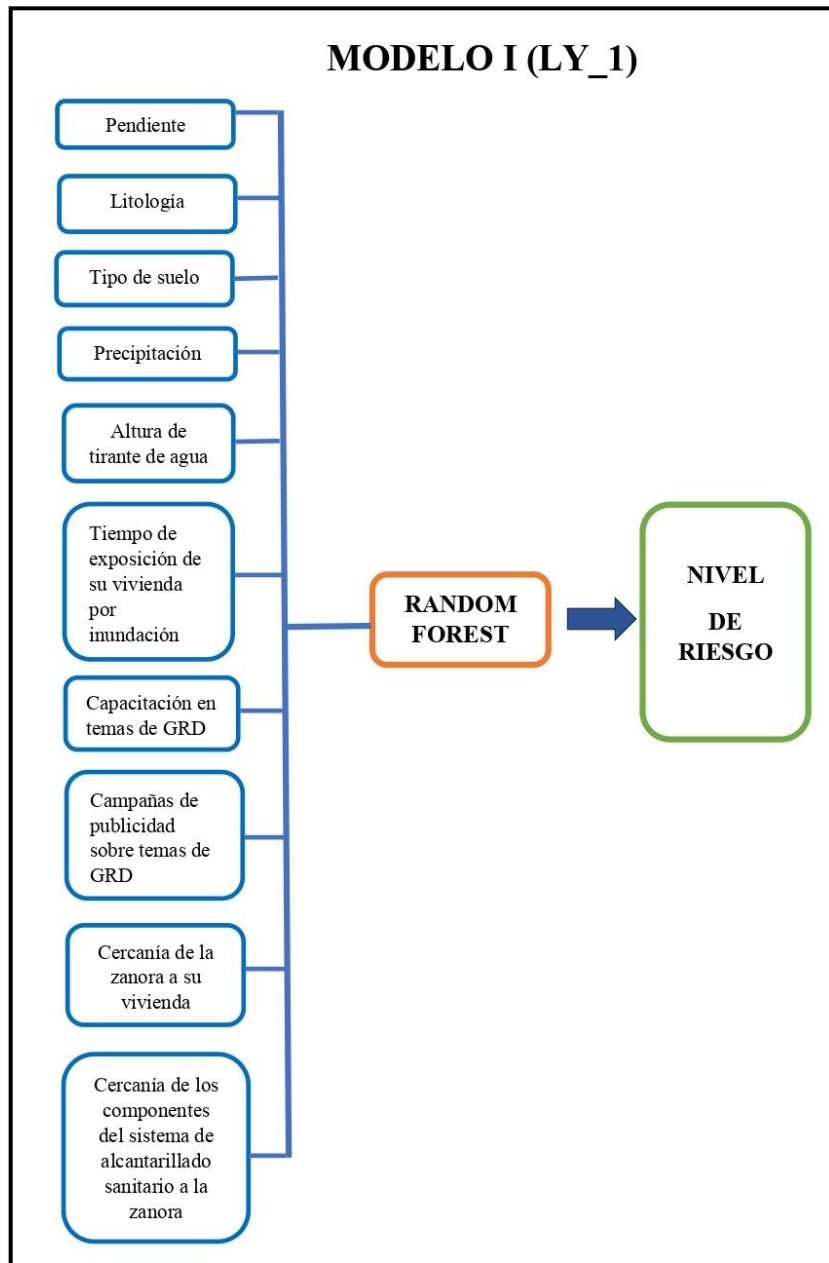 MODELO I (LY_1)
Pendiente
Litología
Tipo de suelo
Precipitación
Altura de
tirante de agua
Tiempo de
exposición de
su vivienda
por
inundación
Capacitación en
temas de GRD
Campañas de
publicidad
sobre temas de
GRD
Cercanía de la
zanora a su
vivienda
Cercanía de los
componentes
del sistema de
alcantarillado
sanitario a la
zanora
RANDOM
FOREST
NIVEL
DE
RIESGO